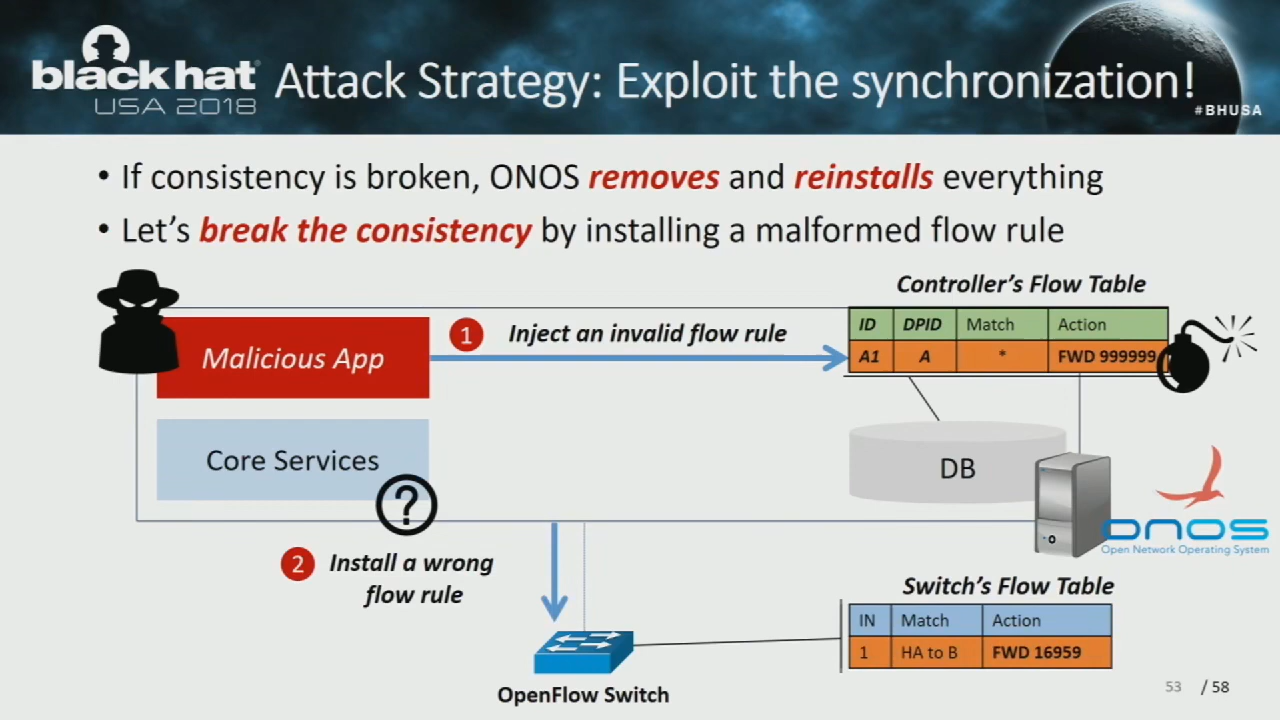 black hat
USA 2018
Attack Strategy: Exploit the synchronization!
#BHUSA
• If consistency is broken, ONOS removes and reinstalls everything
• Let's break the consistency by installing a malformed flow rule
Controller's Flow Table
ID DPID Match Action
A1 A * FWD 999999
1 Inject an invalid flow rule
Malicious App
Core Services
?
DB
onos
Open Network Operating System
2 Install a wrong
flow rule
Switch's Flow Table
IN Match Action
1 HA to B FWD 16959
OpenFlow Switch
53 / 58